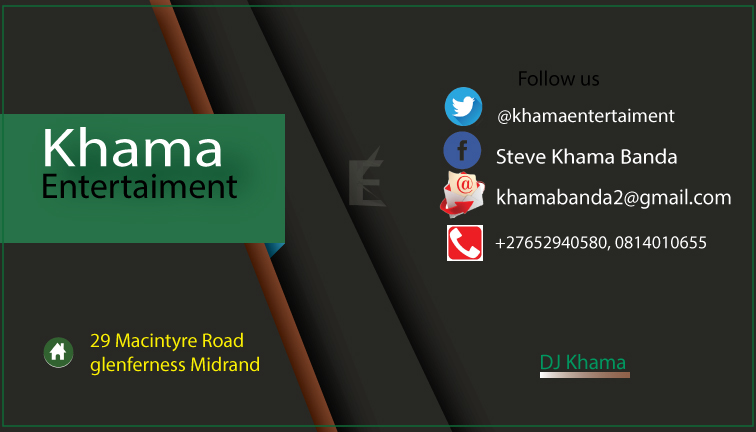 Khama
Entertaiment
Follow us
@khamaentertaiment
Steve Khama Banda
khamabanda2@gmail.com
+27652940580, 0814010655
29 Macintyre Road
glenferness Midrand
DJ Khama